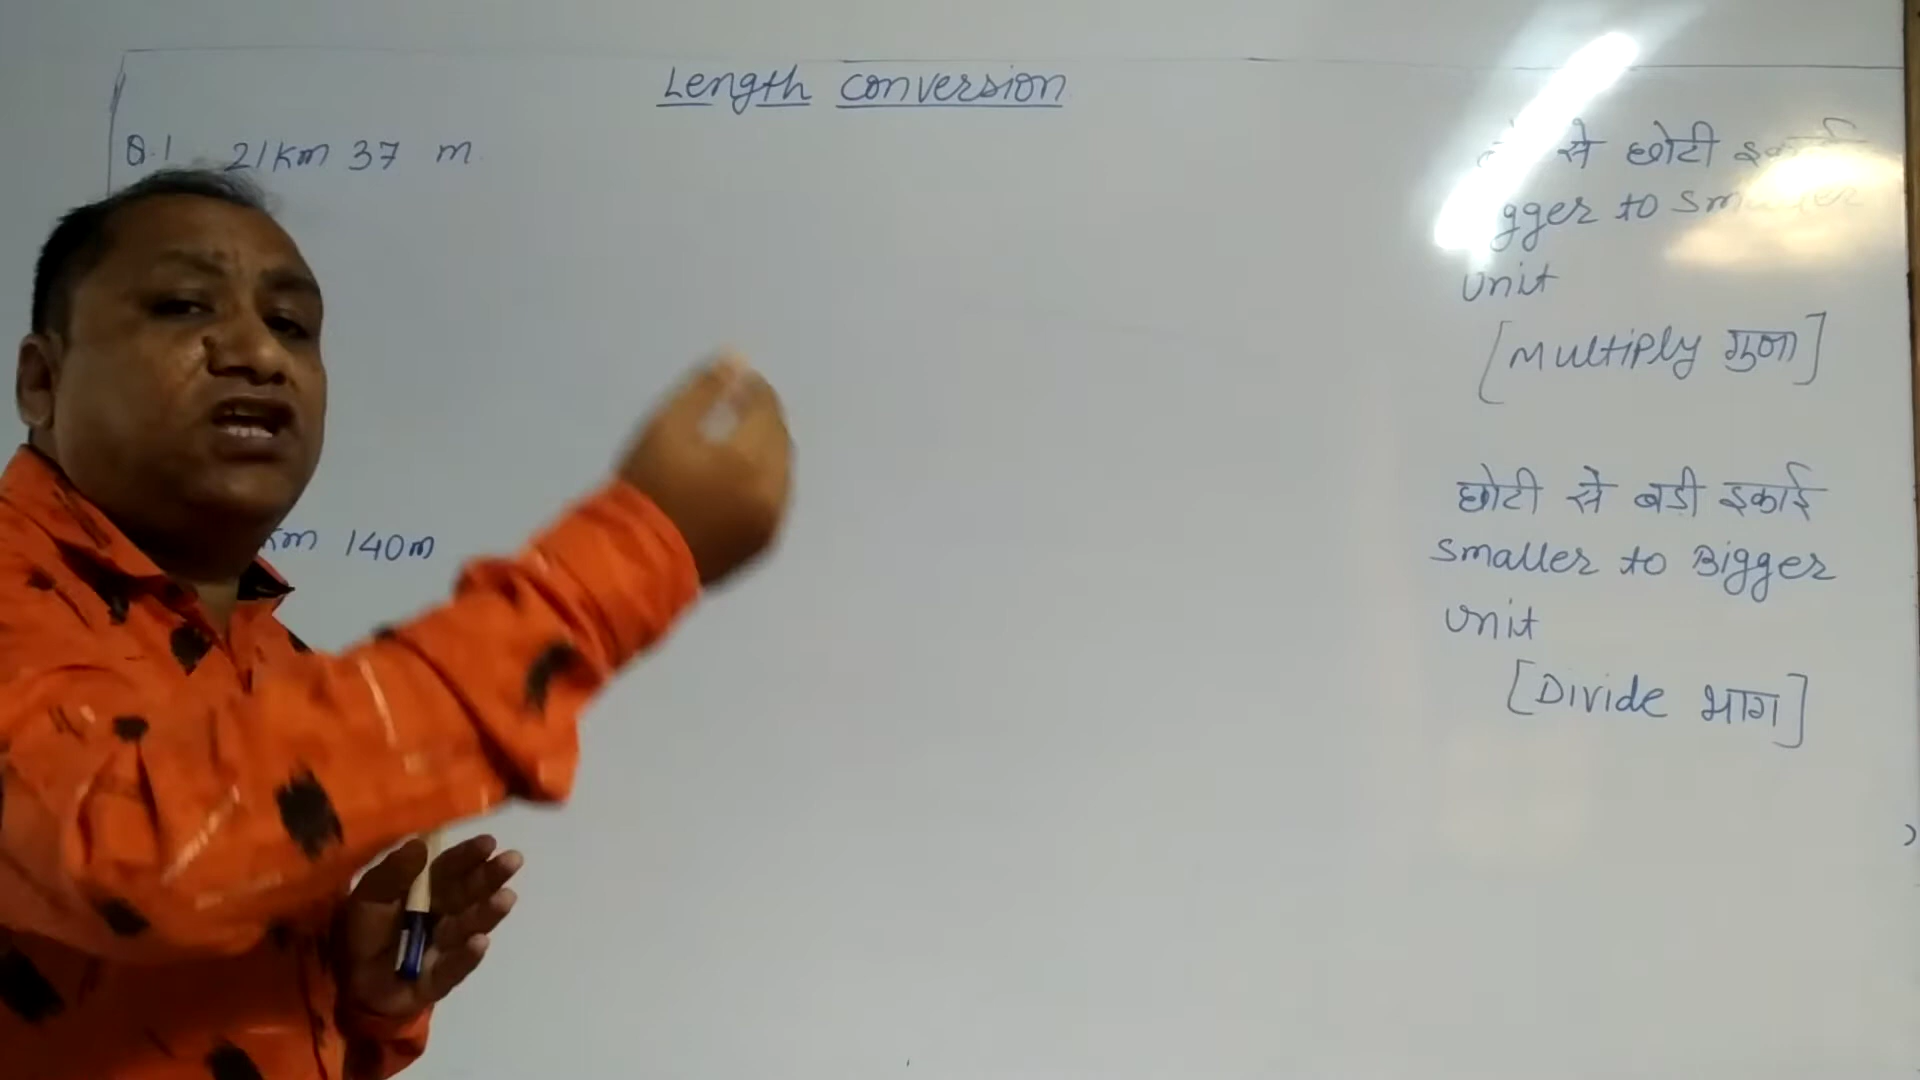 Length conversion
Q.1 21Km 37 m
Km 140m
से छोटी
gger to Sm
Unit
[Multiply गुणा]
छोटी से बडी इकाई
Smaller to Bigger
Unit
[Divide भाग]